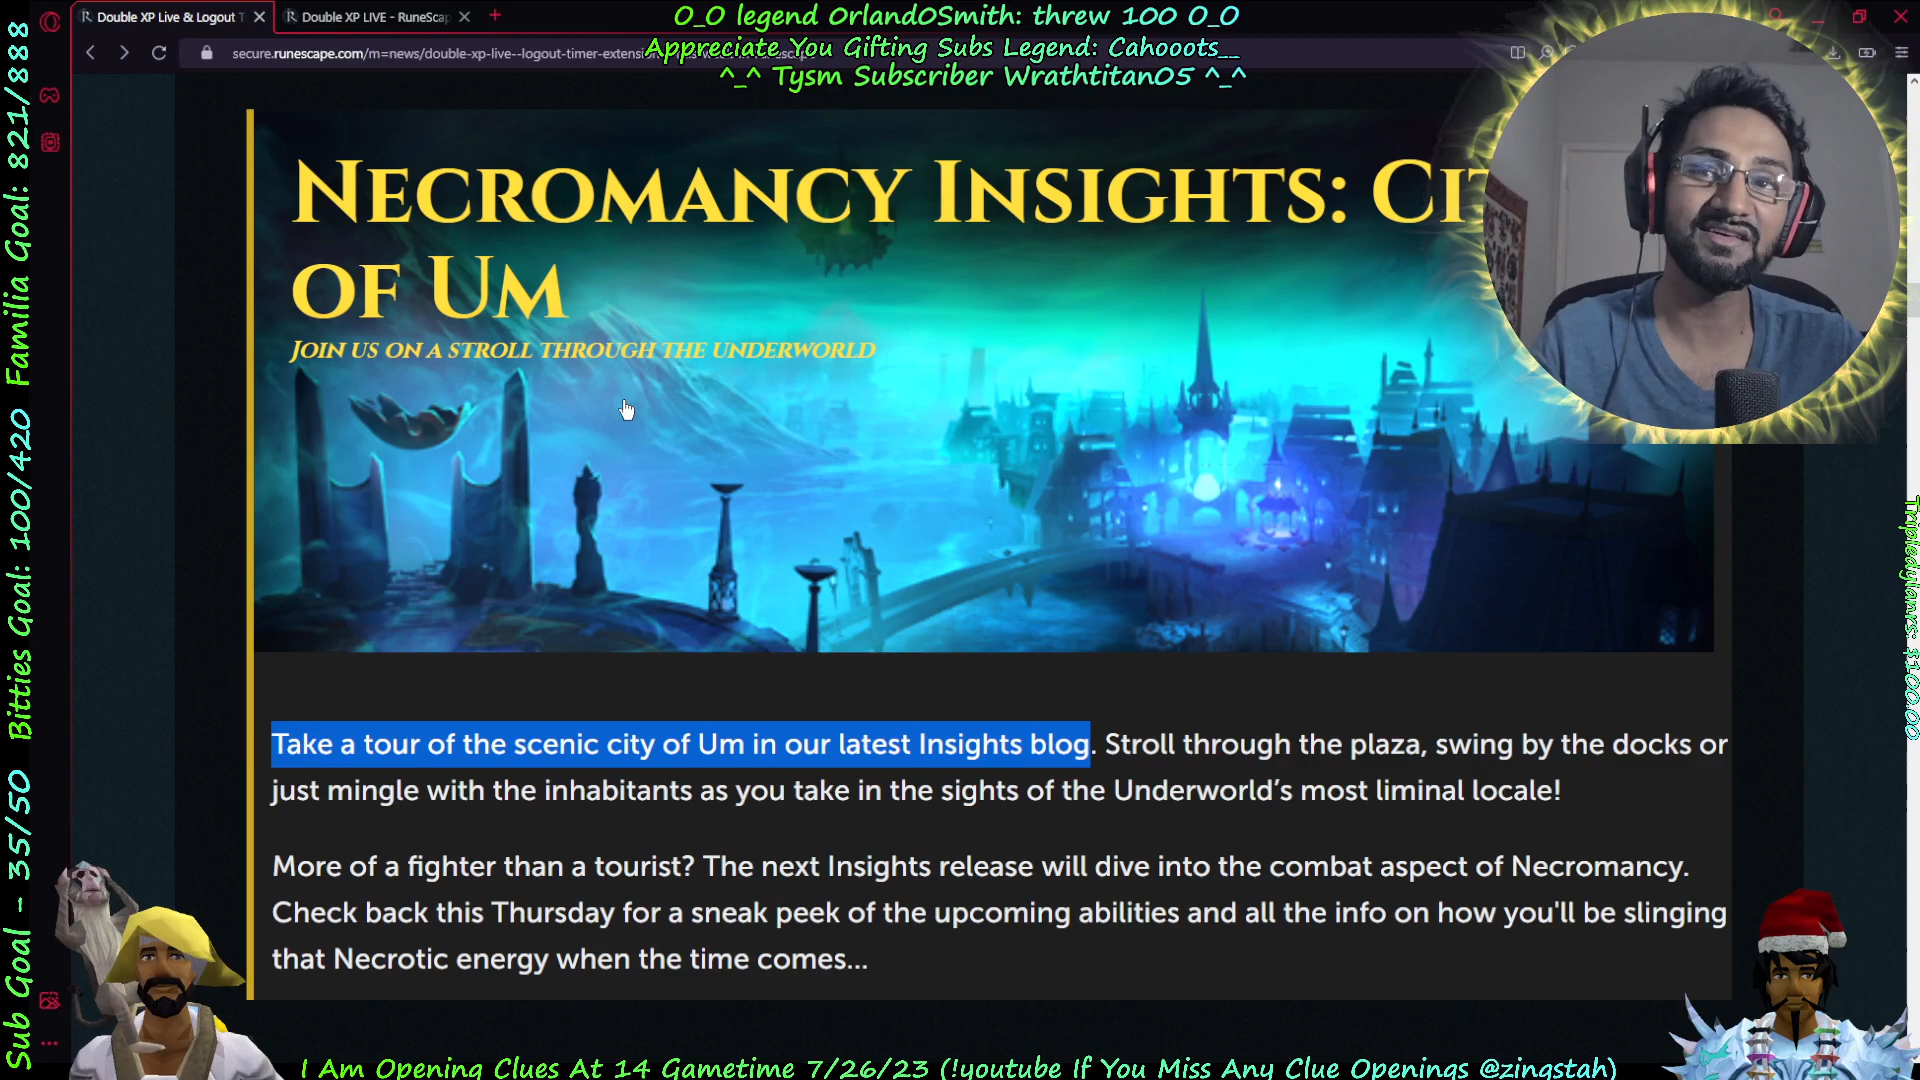 Double XP Live & Logout T
Double XP LIVE - RuneScap
secure.runescape.com/m=news/double-xp-live--logout-timer-extension
O_O legend OrlandOSmith: threw 100 O_O
Appreciate You Gifting Subs Legend: Cahooots__
^_^ Tysm Subscriber Wrathtitan05 ^_^
Necromancy Insights: Cit
of Um
Join us on a stroll through the underworld
Take a tour of the scenic city of Um in our latest Insights blog. Stroll through the plaza, swing by the docks or
just mingle with the inhabitants as you take in the sights of the Underworld’s most liminal locale!
More of a fighter than a tourist? The next Insights release will dive into the combat aspect of Necromancy.
Check back this Thursday for a sneak peek of the upcoming abilities and all the info on how you'll be slinging
that Necrotic energy when the time comes...
Sub Goal - 35/50 Bitties Goal: 100/420 Familia Goal: 821/888
Tripledyllanrs: $100.00
I Am Opening Clues At 14 Gametime 7/26/23 (!youtube If You Miss Any Clue Openings @zingstah)